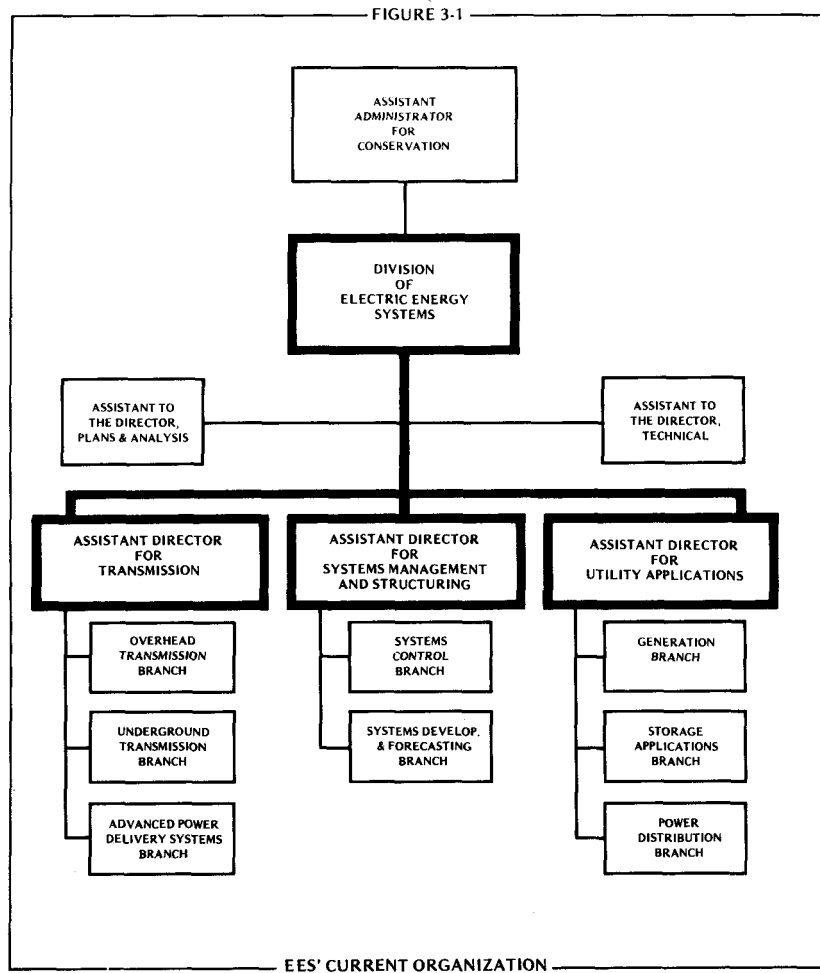 FIGURE 3-1
ASSISTANT
ADMINISTRATOR
FOR
CONSERVATION
DIVISION
OF
ELECTRIC ENERGY
SYSTEMS
ASSISTANT TO
THE DIRECTOR,
PLANS & ANALYSIS
ASSISTANT TO
THE DIRECTOR,
TECHNICAL
ASSISTANT DIRECTOR
FOR
TRANSMISSION
ASSISTANT DIRECTOR
FOR
SYSTEMS MANAGEMENT
AND STRUCTURING
ASSISTANT DIRECTOR
FOR
UTILITY APPLICATIONS
OVERHEAD
TRANSMISSION
BRANCH
UNDERGROUND
TRANSMISSION
BRANCH
ADVANCED POWER
DELIVERY SYSTEMS
BRANCH
SYSTEMS
CONTROL
BRANCH
SYSTEMS DEVELOP.
& FORECASTING
BRANCH
GENERATION
BRANCH
STORAGE
APPLICATIONS
BRANCH
POWER
DISTRIBUTION
BRANCH
EES' CURRENT ORGANIZATION